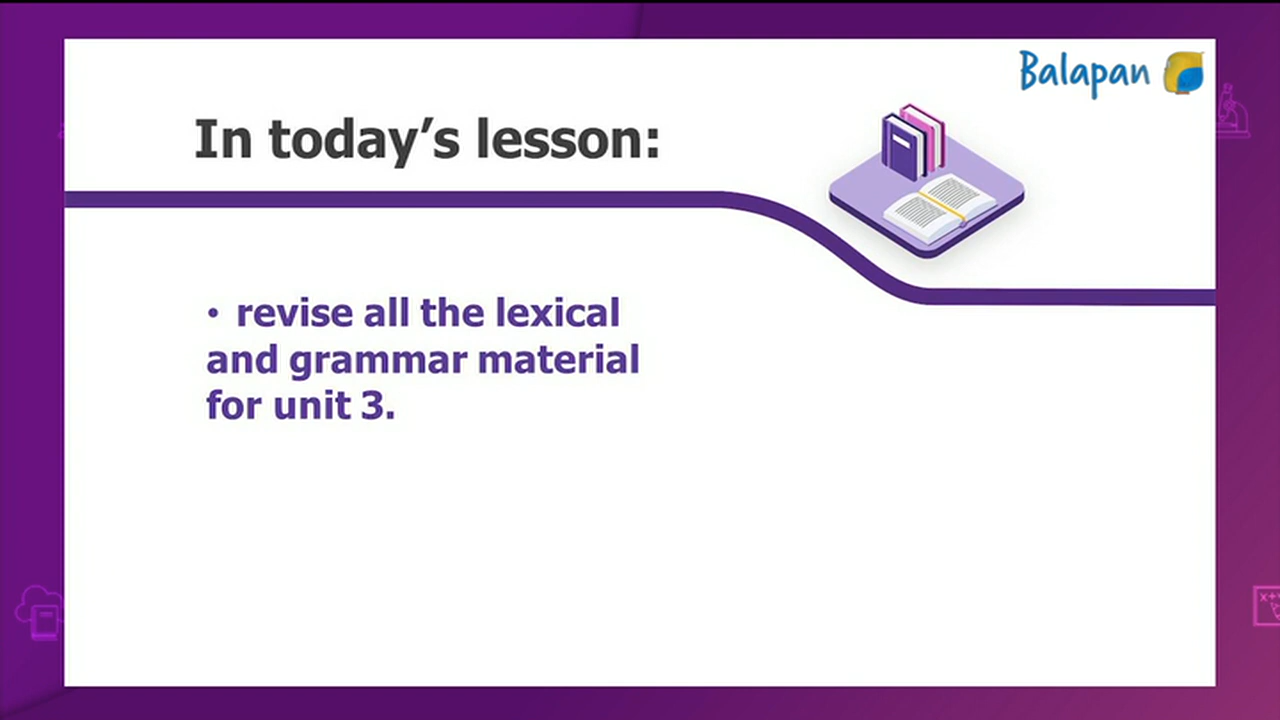 Balapan
In today’s lesson:
• revise all the lexical
and grammar material
for unit 3.